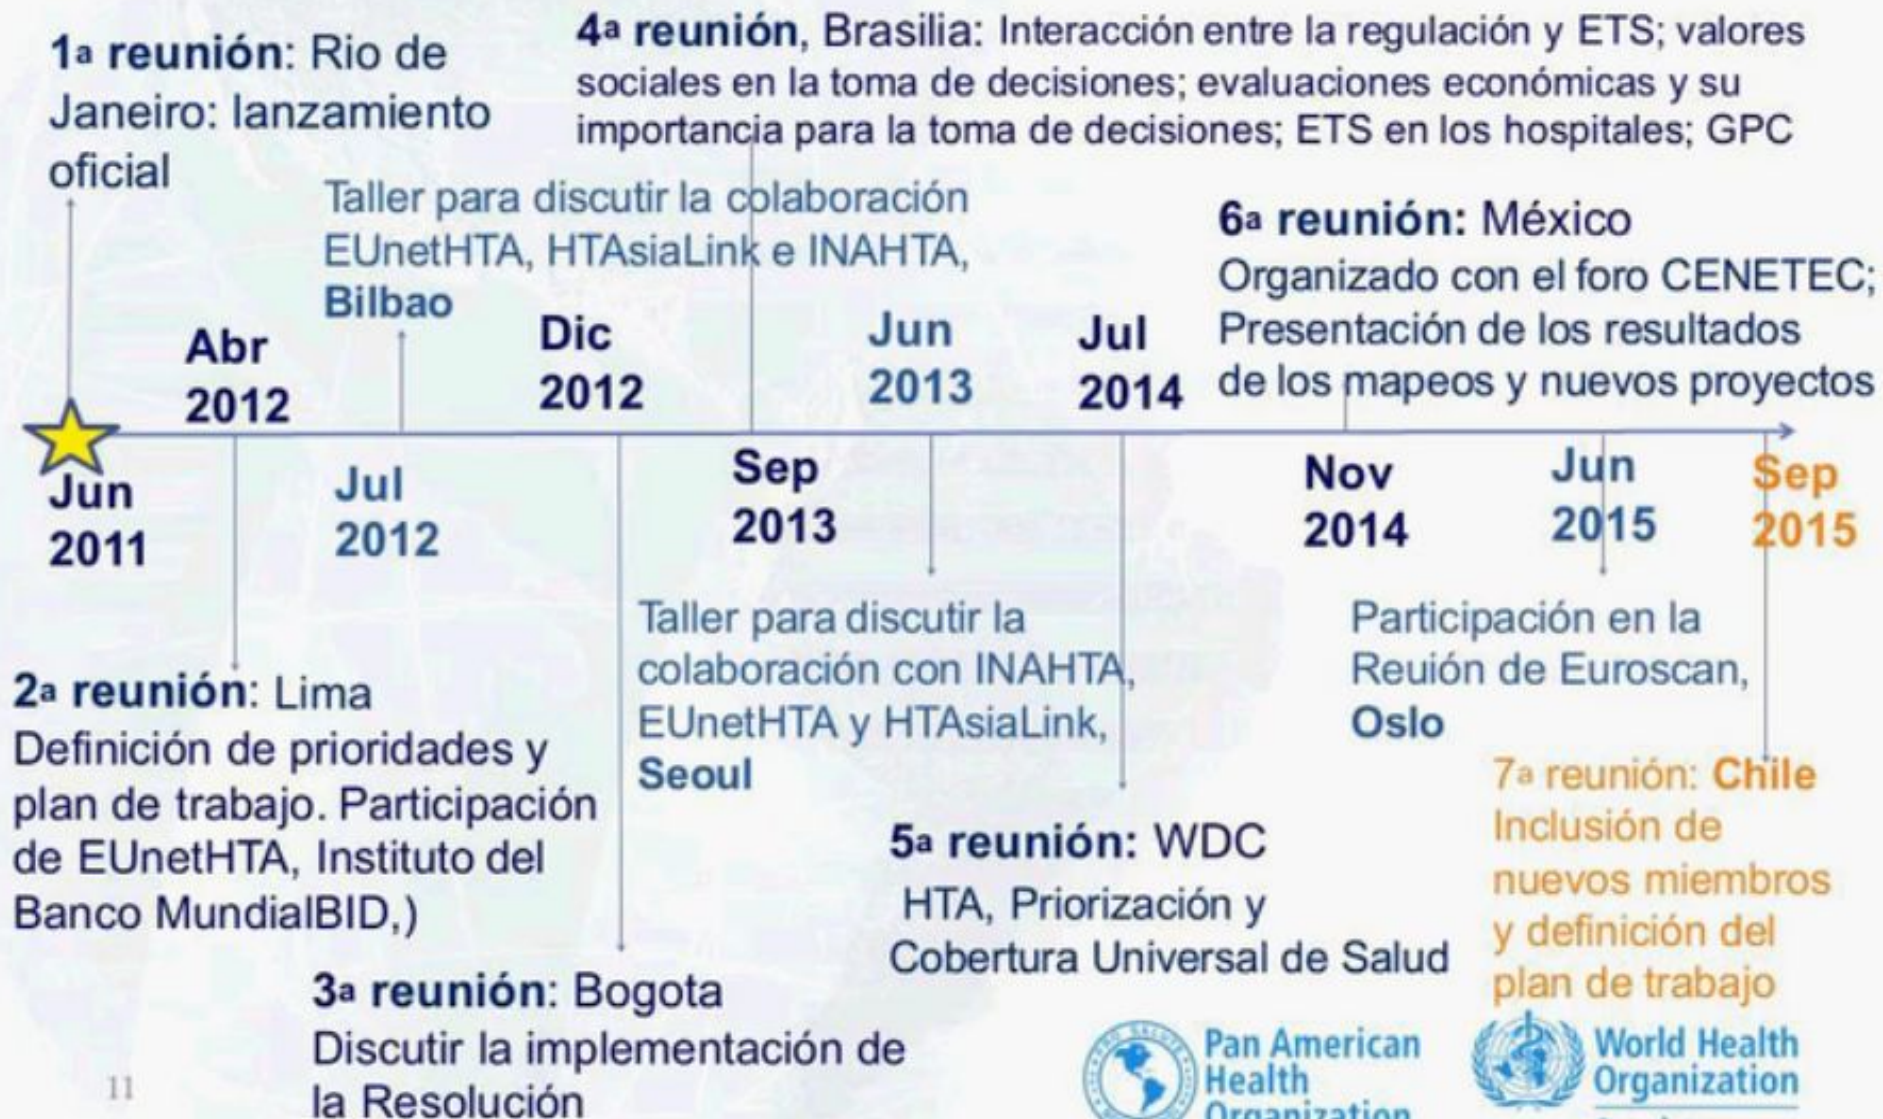 1ª reunión: Rio de
Janeiro: lanzamiento
oficial
4ª reunión, Brasilia: Interacción entre la regulación y ETS; valores
sociales en la toma de decisiones; evaluaciones económicas y su
importancia para la toma de decisiones; ETS en los hospitales; GPC
Taller para discutir la colaboración
EUnetHTA, HTAsiaLink e INAHTA,
Bilbao
6ª reunión: México
Organizado con el foro CENETEC;
Presentación de los resultados
de los mapeos y nuevos proyectos
Abr
2012
Dic
2012
Jun
2013
Jul
2014
Jun
2011
Jul
2012
Sep
2013
Nov
2014
Jun
2015
Sep
2015
2ª reunión: Lima
Definición de prioridades y
plan de trabajo. Participación
de EUnetHTA, Instituto del
Banco MundialBID,)
Taller para discutir la
colaboración con INAHTA,
EUnetHTA y HTAsiaLink,
Seoul
Participación en la
Reuión de Euroscan,
Oslo
3ª reunión: Bogota
Discutir la implementación de
la Resolución
5ª reunión: WDC
HTA, Priorización y
Cobertura Universal de Salud
7ª reunión: Chile
Inclusión de
nuevos miembros
y definición del
plan de trabajo
11
Pan American
Health
Organization
World Health
Organization